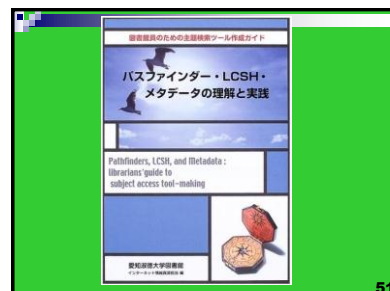 図書館員のための主題検索ツール作成ガイド
パスファインダー・LCSH・
メタデータの理解と実践
Pathfinders, LCSH, and Metadata :
librarians'guide to
subject access tool-making
愛知淑徳大学図書館
インターネット情報資源研究会 編
51